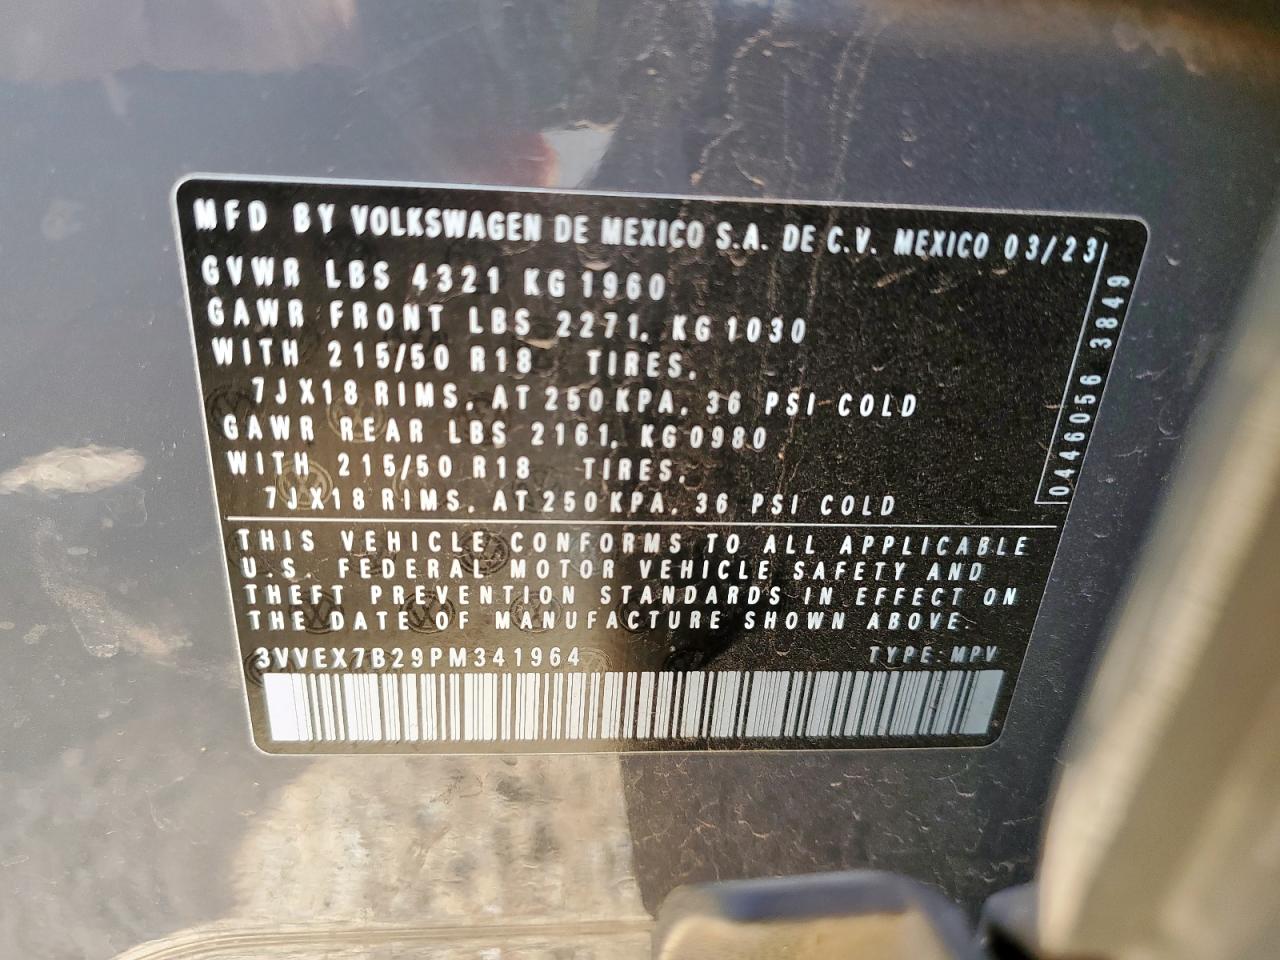 MFD BY VOLKSWAGEN DE MEXICO S.A. DE C.V. MEXICO 03/23
GVWR LBS 4321 KG 1960
GAWR FRONT LBS 2271, KG 1030
WITH 215/50 R18 TIRES,
7JX18 RIMS, AT 250 KPA, 36 PSI COLD
GAWR REAR LBS 2161, KG 0980
WITH 215/50 R18 TIRES,
7JX18 RIMS, AT 250 KPA, 36 PSI COLD
0446056 3849
THIS VEHICLE CONFORMS TO ALL APPLICABLE
U.S. FEDERAL MOTOR VEHICLE SAFETY AND
THEFT PREVENTION STANDARDS IN EFFECT ON
THE DATE OF MANUFACTURE SHOWN ABOVE.
3VVEX7B29PM341964 TYPE: MPV